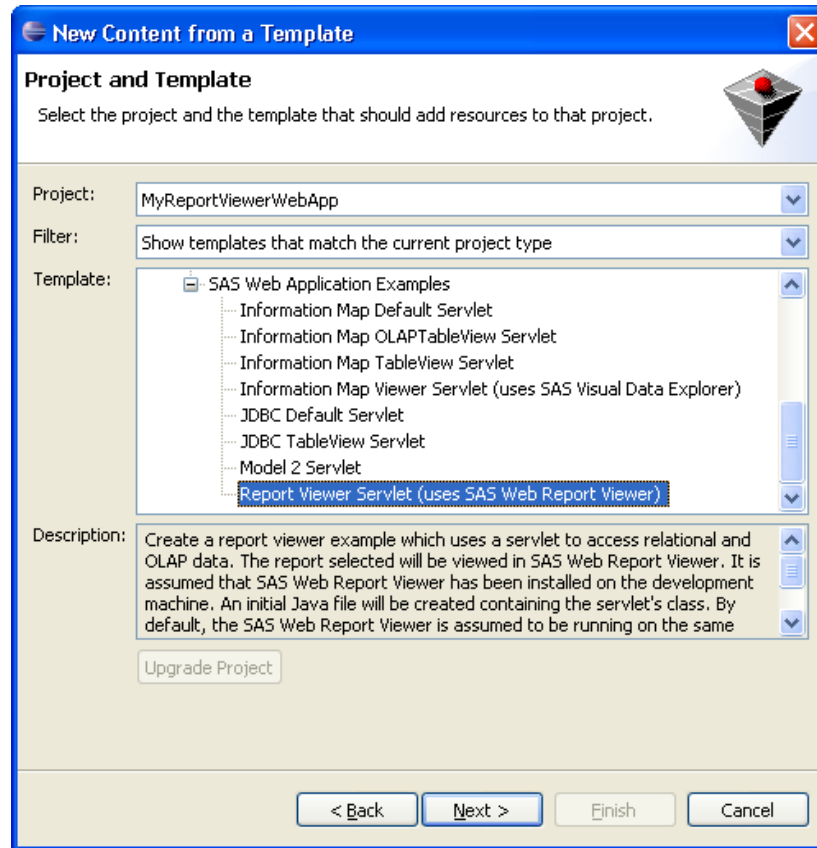 New Content from a Template
Project and Template
Select the project and the template that should add resources to that project.
Project:
MyReportViewerWebApp
Filter:
Show templates that match the current project type
Template:
SAS Web Application Examples
Information Map Default Servlet
Information Map OLAPTableView Servlet
Information Map TableView Servlet
Information Map Viewer Servlet (uses SAS Visual Data Explorer)
JDBC Default Servlet
JDBC TableView Servlet
Model 2 Servlet
Report Viewer Servlet (uses SAS Web Report Viewer)
Description:
Create a report viewer example which uses a servlet to access relational and
OLAP data. The report selected will be viewed in SAS Web Report Viewer. It is
assumed that SAS Web Report Viewer has been installed on the development
machine. An initial Java file will be created containing the servlet's class. By
default, the SAS Web Report Viewer is assumed to be running on the same
Upgrade Project
< Back
Next >
Finish
Cancel